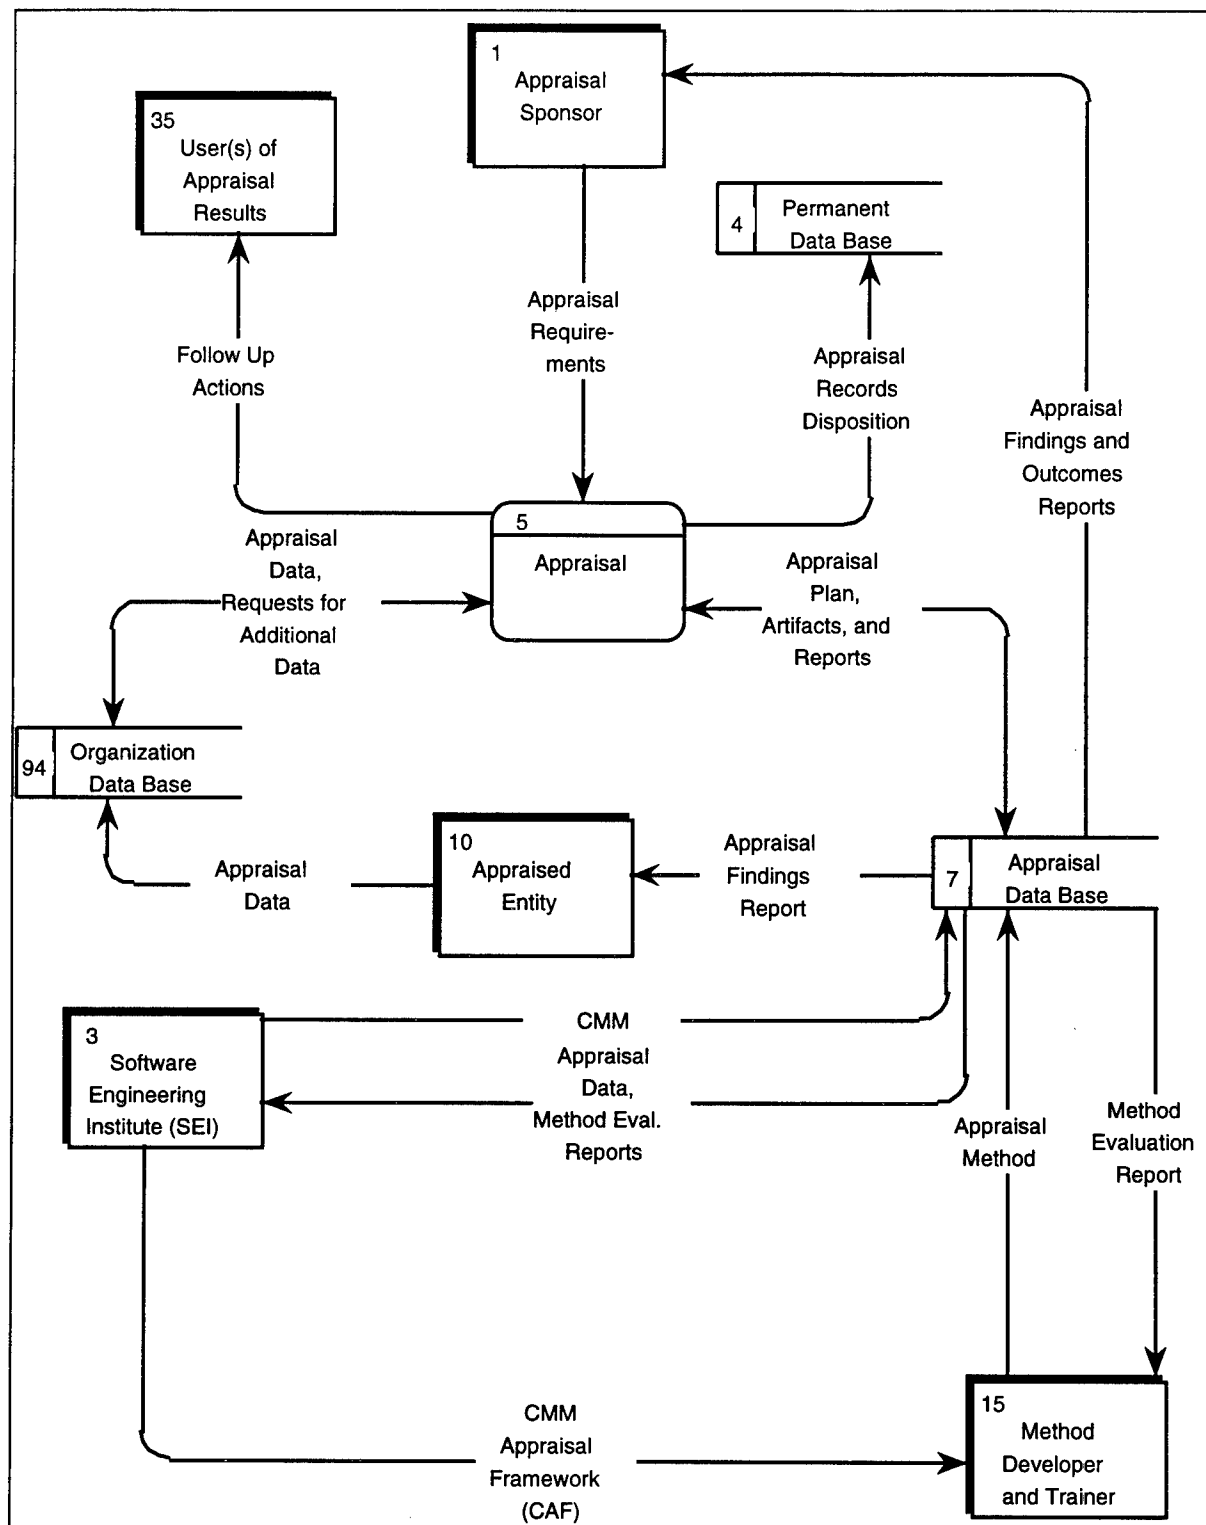 1
Appraisal
Sponsor
35
User(s) of
Appraisal
Results
4
Permanent
Data Base
Appraisal
Require-
ments
Follow Up
Actions
Appraisal
Records
Disposition
Appraisal
Findings and
Outcomes
Reports
5
Appraisal
Appraisal
Data,
Requests for
Additional
Data
Appraisal
Plan,
Artifacts, and
Reports
94
Organization
Data Base
10
Appraised
Entity
Appraisal
Data
Appraisal
Findings
Report
7
Appraisal
Data Base
3
Software
Engineering
Institute (SEI)
CMM
Appraisal
Data,
Method Eval.
Reports
Appraisal
Method
Method
Evaluation
Report
CMM
Appraisal
Framework
(CAF)
15
Method
Developer
and Trainer